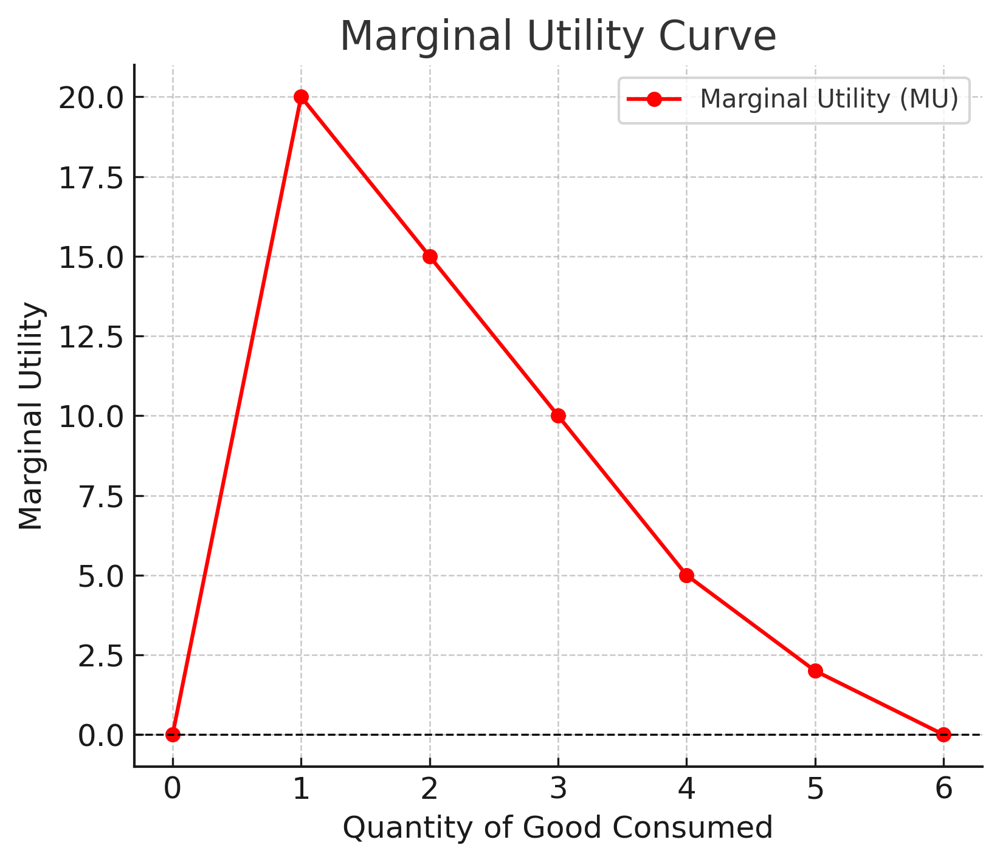 Marginal Utility Curve
Marginal Utility (MU)
20.0
17.5
15.0
12.5
10.0
7.5
5.0
2.5
0.0
Marginal Utility
0 1 2 3 4 5 6
Quantity of Good Consumed